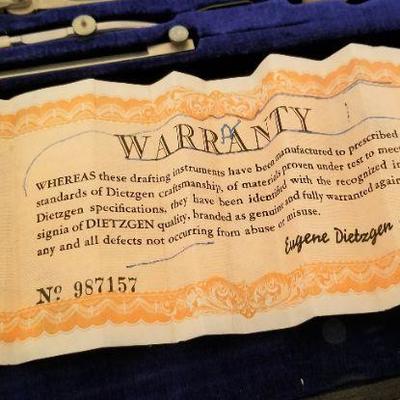 WARRANTY
WHEREAS these drafting instruments have been manufactured to prescribed
standards of Dietzgen craftsmanship, of materials proven under test to meet
Dietzgen specifications, they have been identified with the recognized in-
signia of DIETZGEN quality, branded as genuine and fully warranted against
any and all defects not occurring from abuse or misuse.
Eugene Dietzgen
No. 987157